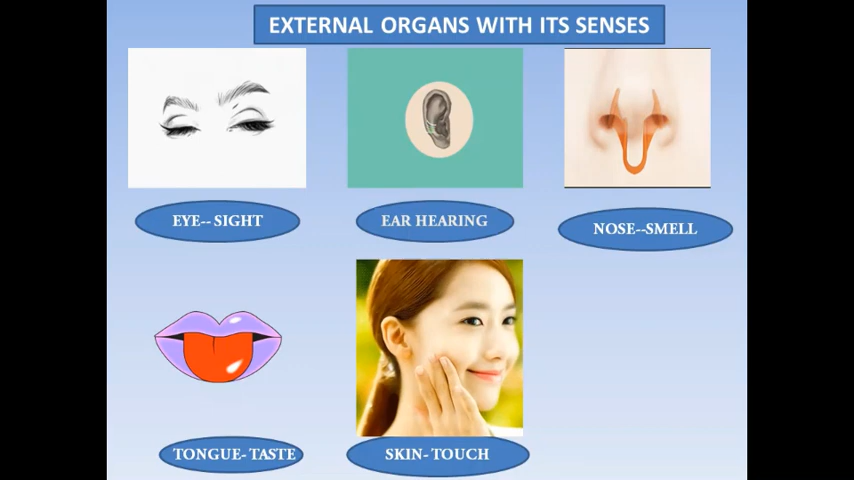 EXTERNAL ORGANS WITH ITS SENSES
EYE-- SIGHT
EAR HEARING
NOSE--SMELL
TONGUE- TASTE
SKIN- TOUCH